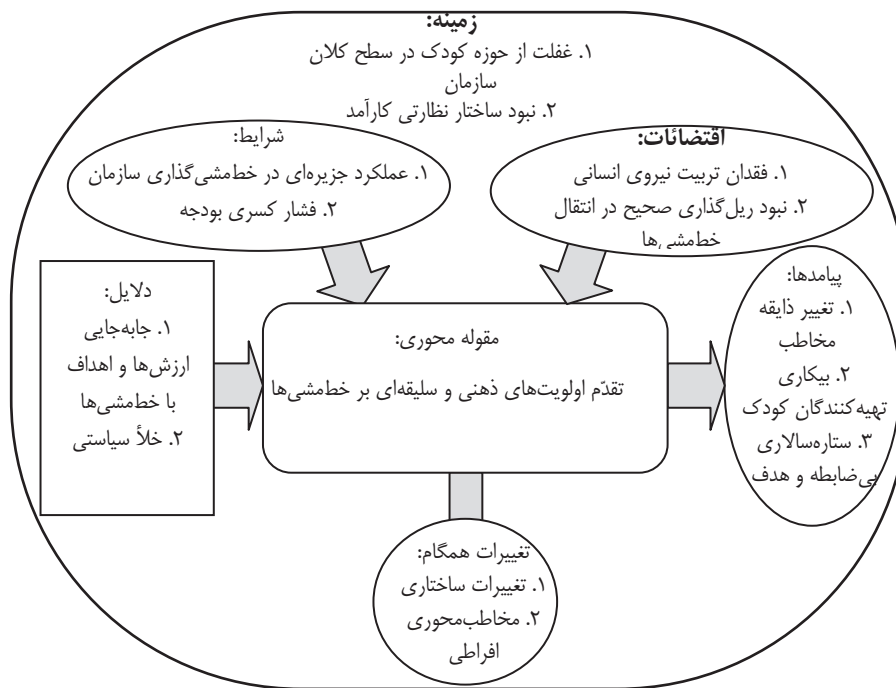 زمینه:
۱. غفلت از حوزه کودک در سطح کلان
سازمان
۲. نبود ساختار نظارتی کارآمد
اقتضائات:
۱. فقدان تربیت نیروی انسانی
۲. نبود ریل‌گذاری صحیح در انتقال
خط‌مشی‌ها
شرایط:
۱. عملکرد جزیره‌ای در خط‌مشی‌گذاری سازمان
۲. فشار کسری بودجه
پیامدها:
۱. تغییر ذایقه
مخاطب
۲. بیکاری
تهیه‌کنندگان کودک
۳. ستاره‌سالاری
بی‌ضابطه و هدف
مقوله محوری:
تقدّم اولویت‌های ذهنی و سلیقه‌ای بر خط‌مشی‌ها
دلایل:
۱. جابه‌جایی
ارزش‌ها و اهداف
با خط‌مشی‌ها
۲. خلأ سیاستی
تغییرات همگام:
۱. تغییرات ساختاری
۲. مخاطب‌محوری
افراطی